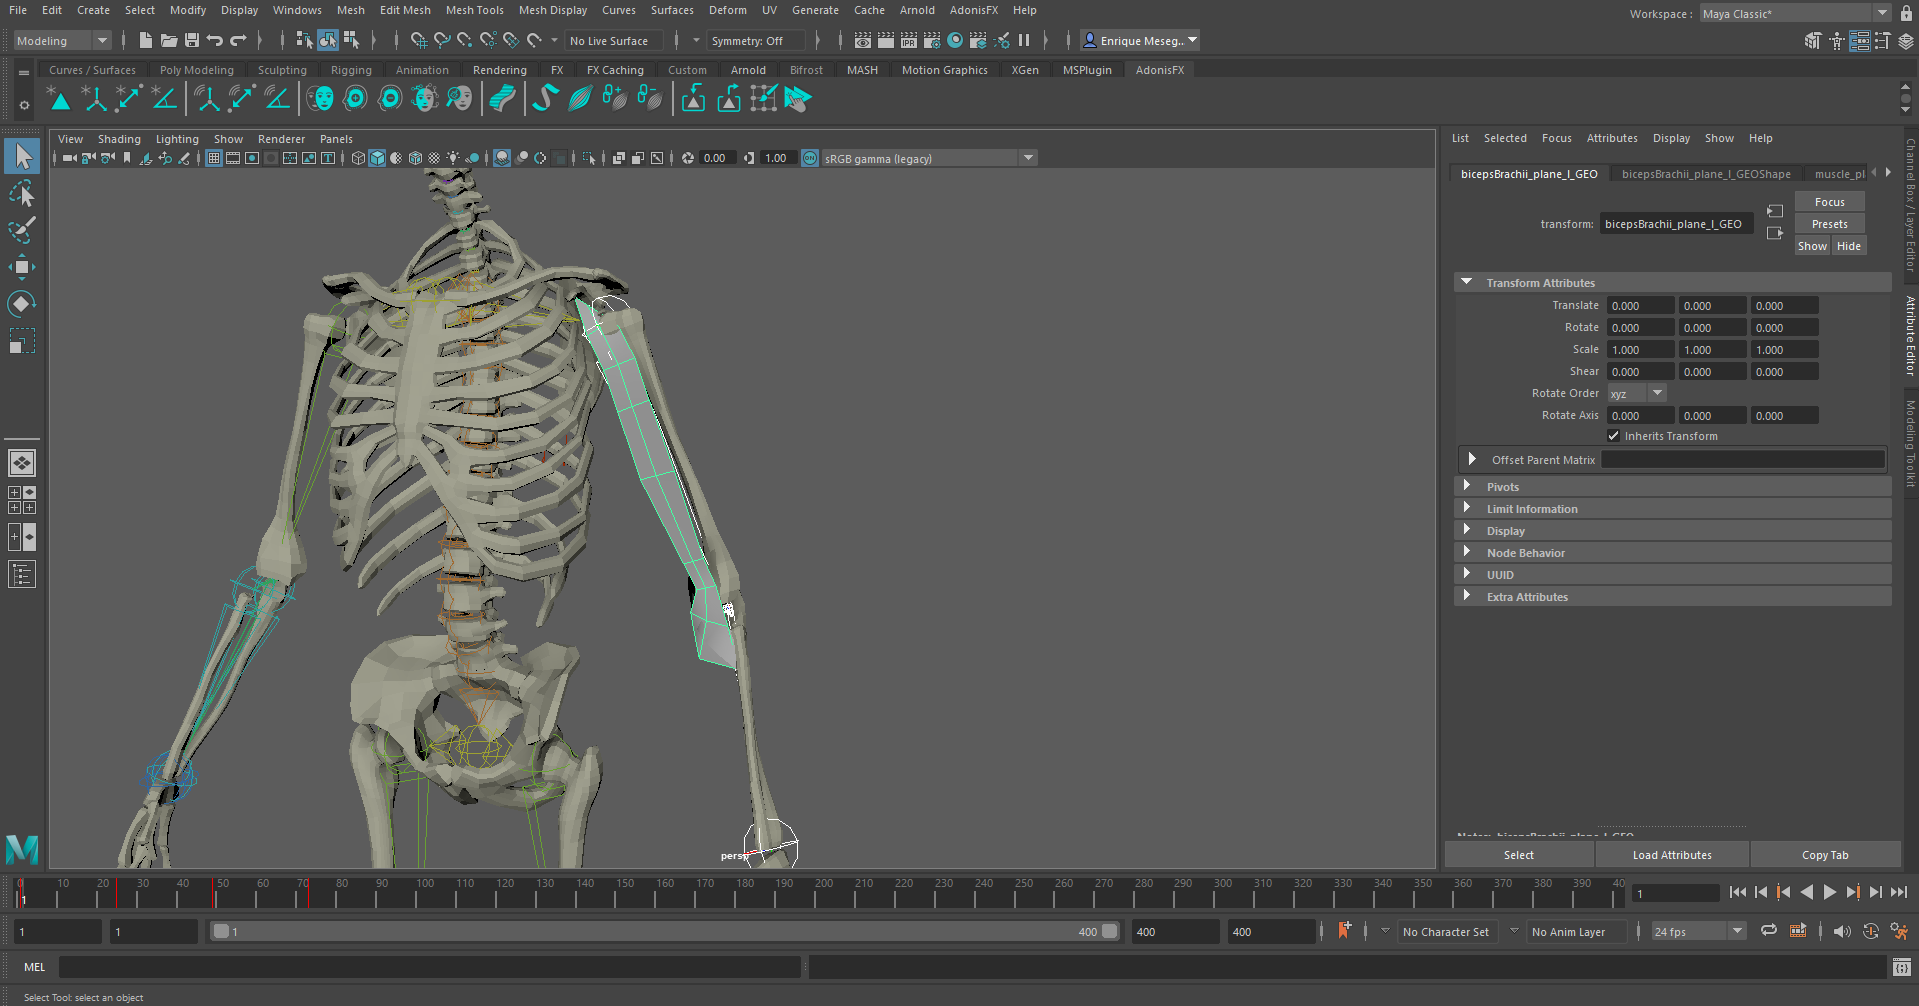 File Edit Create Select Modify Display Windows Mesh Edit Mesh Mesh Tools Mesh Display Curves Surfaces Deform UV Generate Cache Arnold AdonisFX Help
Workspace : Maya Classic*
Modeling No Live Surface Symmetry: Off IPR Enrique Meseg...
Curves / Surfaces Poly Modeling Sculpting Rigging Animation Rendering FX FX Caching Custom Arnold Bifrost MASH Motion Graphics XGen MSPlugin AdonisFX
View Shading Lighting Show Renderer Panels
0.00 1.00 ON sRGB gamma (legacy)
List Selected Focus Attributes Display Show Help
bicepsBrachii_plane_l_GEO bicepsBrachii_plane_l_GEOShape muscle_pl
Focus
transform: bicepsBrachii_plane_l_GEO Presets
Show Hide
Transform Attributes
Translate 0.000 0.000 0.000
Rotate 0.000 0.000 0.000
Scale 1.000 1.000 1.000
Shear 0.000 0.000 0.000
Rotate Order xyz
Rotate Axis 0.000 0.000 0.000
Inherits Transform
Offset Parent Matrix
Pivots
Limit Information
Display
Node Behavior
UUID
Extra Attributes
Channel Box / Layer Editor
Attribute Editor
Modeling Toolkit
Notes: bicepsBrachii_plane_l_GEO
Select Load Attributes Copy Tab
persp
M
0 10 20 30 40 50 60 70 80 90 100 110 120 130 140 150 160 170 180 190 200 210 220 230 240 250 260 270 280 290 300 310 320 330 340 350 360 370 380 390 40
1 1
1 1 1 400 400 400 No Character Set No Anim Layer 24 fps
MEL
Select Tool: select an object